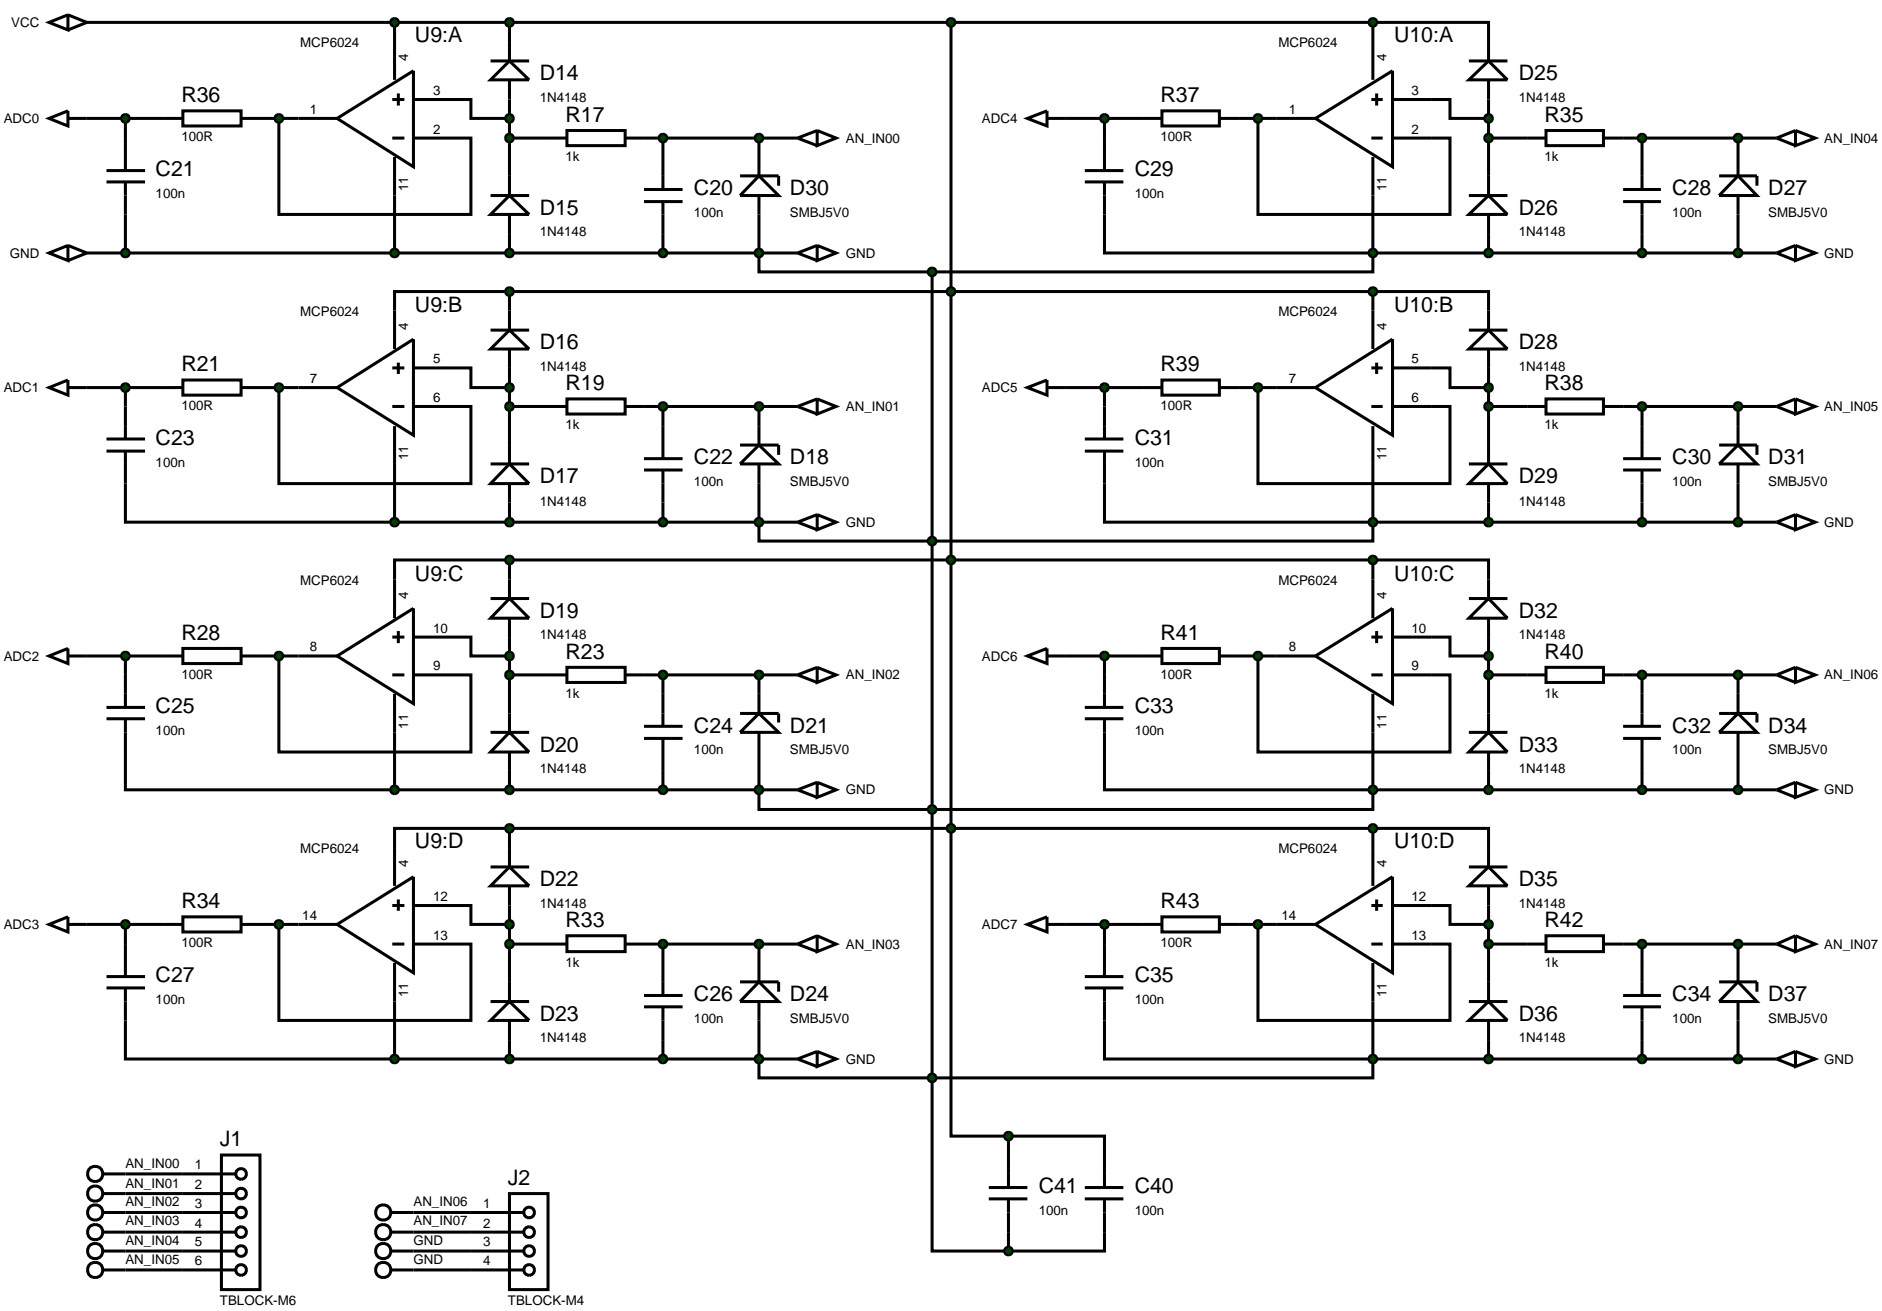 VCC
MCP6024
U9:A
4
D14
1N4148
R36
100R
ADC0
1
3
2
11
R17
1k
AN_IN00
C21
100n
D15
1N4148
C20
100n
D30
SMBJ5V0
GND
GND
MCP6024
U10:A
4
D25
1N4148
R37
100R
ADC4
1
3
2
11
R35
1k
AN_IN04
C29
100n
D26
1N4148
C28
100n
D27
SMBJ5V0
GND
MCP6024
U9:B
4
D16
1N4148
R21
100R
ADC1
7
5
6
11
R19
1k
AN_IN01
C23
100n
D17
1N4148
C22
100n
D18
SMBJ5V0
GND
MCP6024
U10:B
4
D28
1N4148
R39
100R
ADC5
7
5
6
11
R38
1k
AN_IN05
C31
100n
D29
1N4148
C30
100n
D31
SMBJ5V0
GND
MCP6024
U9:C
4
D19
1N4148
R28
100R
ADC2
8
10
9
11
R23
1k
AN_IN02
C25
100n
D20
1N4148
C24
100n
D21
SMBJ5V0
GND
MCP6024
U10:C
4
D32
1N4148
R41
100R
ADC6
8
10
9
11
R40
1k
AN_IN06
C33
100n
D33
1N4148
C32
100n
D34
SMBJ5V0
GND
MCP6024
U9:D
4
D22
1N4148
R34
100R
ADC3
14
12
13
11
R33
1k
AN_IN03
C27
100n
D23
1N4148
C26
100n
D24
SMBJ5V0
GND
MCP6024
U10:D
4
D35
1N4148
R43
100R
ADC7
14
12
13
11
R42
1k
AN_IN07
C35
100n
D36
1N4148
C34
100n
D37
SMBJ5V0
GND
J1
AN_IN00 1
AN_IN01 2
AN_IN02 3
AN_IN03 4
AN_IN04 5
AN_IN05 6
TBLOCK-M6
J2
AN_IN06 1
AN_IN07 2
GND 3
GND 4
TBLOCK-M4
C41
100n
C40
100n